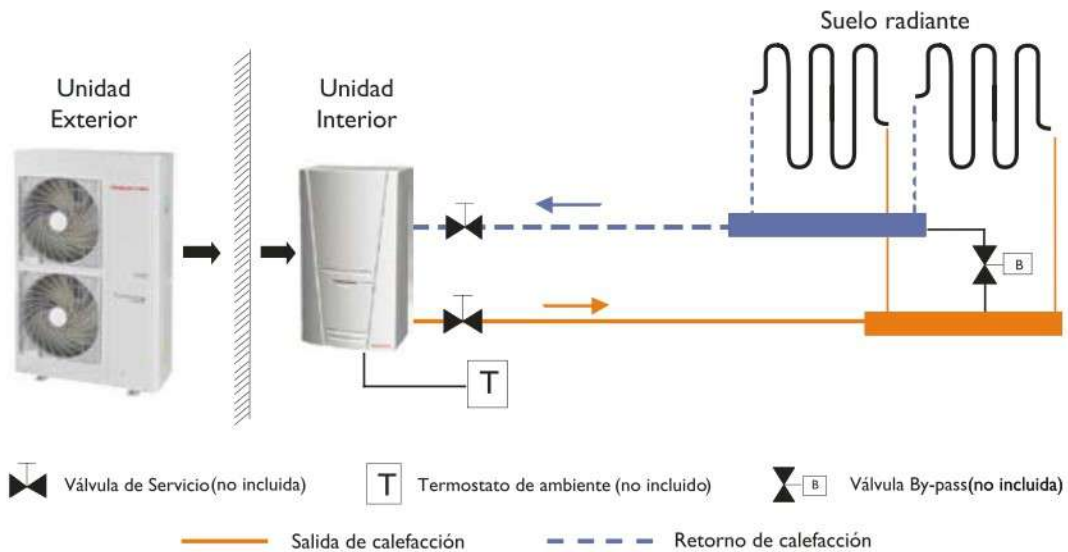 Suelo radiante
Unidad
Exterior
Unidad
Interior
B
T
Válvula de Servicio(no incluida)
T
Termostato de ambiente (no incluido)
B
Válvula By-pass(no incluida)
Salida de calefacción
Retorno de calefacción